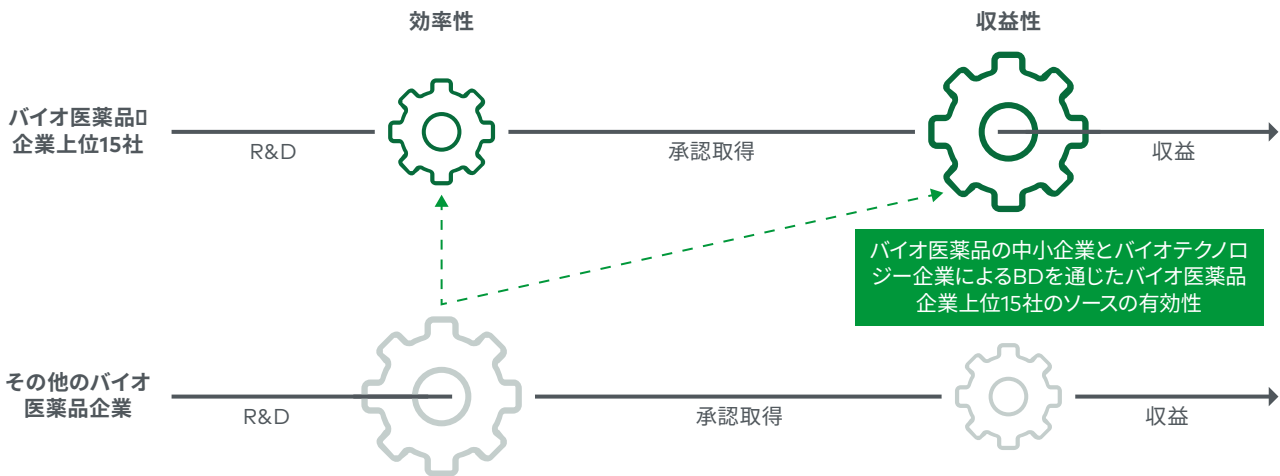 効率性
収益性
バイオ医薬品▯
企業上位15社
R&D
承認取得
収益
バイオ医薬品の中小企業とバイオテクノロ
ジー企業によるBDを通じたバイオ医薬品
企業上位15社のソースの有効性
その他のバイオ
医薬品企業
R&D
承認取得
収益